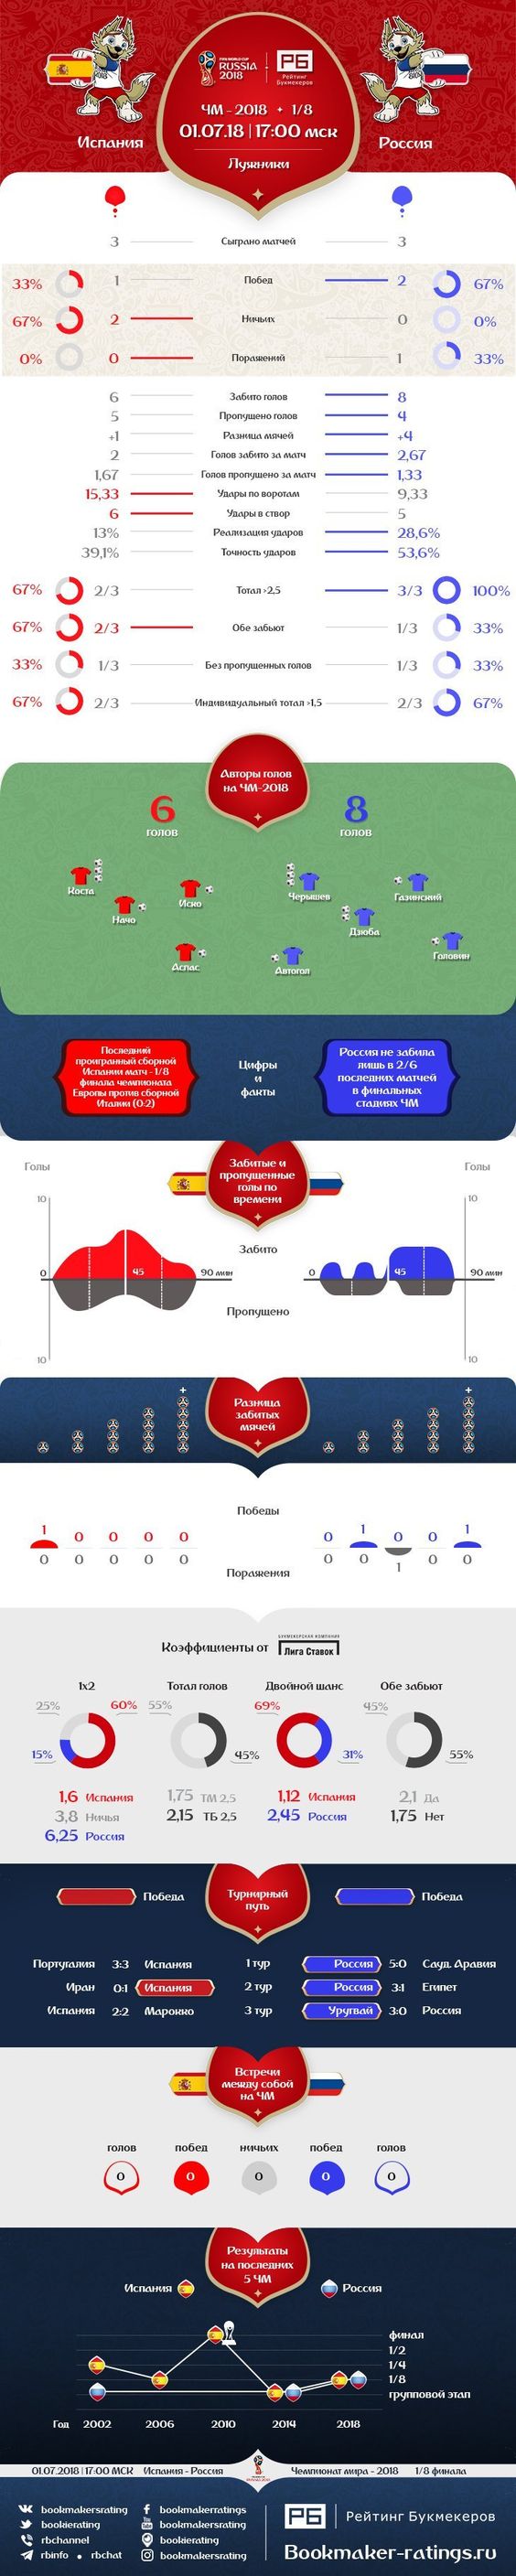 FIFA WORLD CUP
RUSSIA
2018
РБ
Рейтинг
Букмекеров
ЧМ - 2018 + 1/8
01.07.18 | 17:00 мск
Лужники
Испания
Россия
3 Сыграно матчей 3
33% 1 Побед 2 67%
67% 2 Ничьих 0 0%
0% 0 Поражений 1 33%
6 Забито голов 8
5 Пропущено голов 4
+1 Разница мячей +4
2 Голов забито за матч 2,67
1,67 Голов пропущено за матч 1,33
15,33 Удары по воротам 9,33
6 Удары в створ 5
13% Реализация ударов 28,6%
39,1% Точность ударов 53,6%
67% 2/3 Тотал >2,5 3/3 100%
67% 2/3 Обе забьют 1/3 33%
33% 1/3 Без пропущенных голов 1/3 33%
67% 2/3 Индивидуальный тотал >1,5 2/3 67%
Авторы голов
на ЧМ-2018
6
голов
8
голов
Коста
Начо
Иско
Аспас
Черышев
Газинский
Дзюба
Автогол
Головин
Последний
проигранный сборной
Испании матч - 1/8
финала чемпионата
Европы против сборной
Италии (0:2)
Цифры
и
факты
Россия не забила
лишь в 2/6
последних матчей
в финальных
стадиях ЧМ
Забитые и
пропущенные
голы по
времени
Голы
Голы
10
10
Забито
0 45 90 мин
0 45 90 мин
Пропущено
10
10
Разница
забитых
мячей
+
+
Победы
1 0 0 0 0
0 1 0 0 1
0 0 0 0 0
0 0 1 0 0
Поражения
Коэффициенты от
БУКМЕКЕРСКАЯ КОМПАНИЯ
Лига Ставок
1x2
Тотал голов
Двойной шанс
Обе забьют
25% 60% 55% 69% 45%
15% 45% 31% 55%
1,6 Испания
3,8 Ничья
6,25 Россия
1,75 ТМ 2,5
2,15 ТБ 2,5
1,12 Испания
2,45 Россия
2,1 Да
1,75 Нет
Победа
Турнирный
путь
Победа
Португалия 3:3 Испания 1 тур Россия 5:0 Сауд. Аравия
Иран 0:1 Испания 2 тур Россия 3:1 Египет
Испания 2:2 Марокко 3 тур Уругвай 3:0 Россия
Встречи
между собой
на ЧМ
голов побед ничьих побед голов
0 0 0 0 0
Результаты
на последних
5 ЧМ
Испания
Россия
финал
1/2
1/4
1/8
групповой этап
Год 2002 2006 2010 2014 2018
01.07.2018 | 17:00 МСК Испания - Россия Чемпионат мира - 2018 1/8 финала
bookmakersrating
bookierating
rbchannel
rbinfo • rbchat
bookmakerratings
bookmakersrating
bookierating
bookmakersrating
РБ | Рейтинг Букмекеров
Bookmaker-ratings.ru